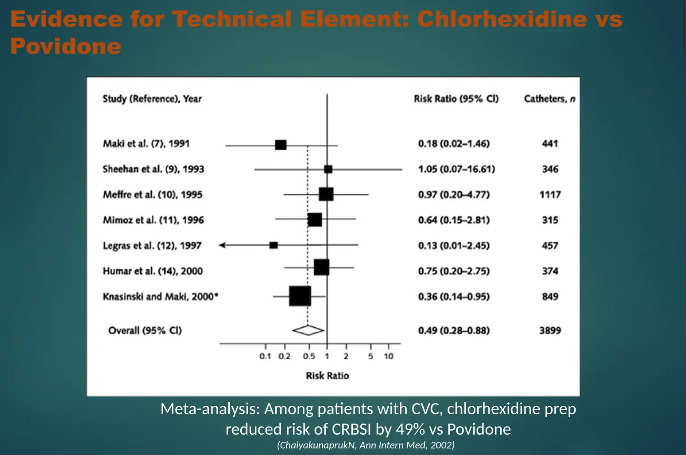 Evidence for Technical Element: Chlorhexidine vs
Povidone
Study (Reference), Year Risk Ratio (95% CI) Catheters, n
Maki et al. (7), 1991 0.18 (0.02–1.46) 441
Sheehan et al. (9), 1993 1.05 (0.07–16.61) 346
Meffre et al. (10), 1995 0.97 (0.20–4.77) 1117
Mimoz et al. (11), 1996 0.64 (0.15–2.81) 315
Legras et al. (12), 1997 0.13 (0.01–2.45) 457
Humar et al. (14), 2000 0.75 (0.20–2.75) 374
Knasinski and Maki, 2000* 0.36 (0.14–0.95) 849
Overall (95% CI) 0.49 (0.28–0.88) 3899
0.1 0.2 0.5 1 2 5 10
Risk Ratio
Meta-analysis: Among patients with CVC, chlorhexidine prep
reduced risk of CRBSI by 49% vs Povidone
(ChaiyakunaprukN, Ann Intern Med, 2002)